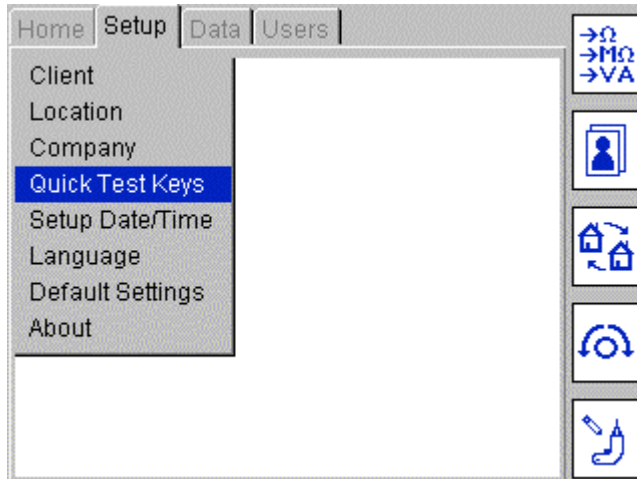 Home Setup Data Users
Client
Location
Company
Quick Test Keys
Setup Date/Time
Language
Default Settings
About
→Ω
→MΩ
→VA